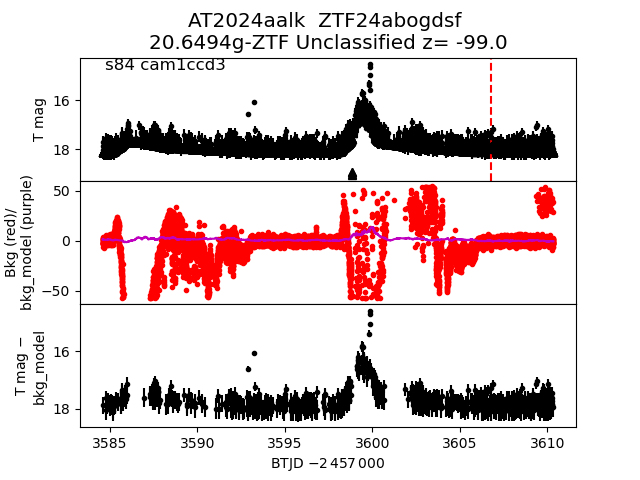 AT2024aalk  ZTF24abogdsf
20.6494g-ZTF Unclassified z= -99.0
s84 cam1ccd3
T mag
16
18
Bkg (red)/
bkg_model (purple)
50
0
−50
T mag −
bkg_model
16
18
3585 3590 3595 3600 3605 3610
BTJD −2 457 000